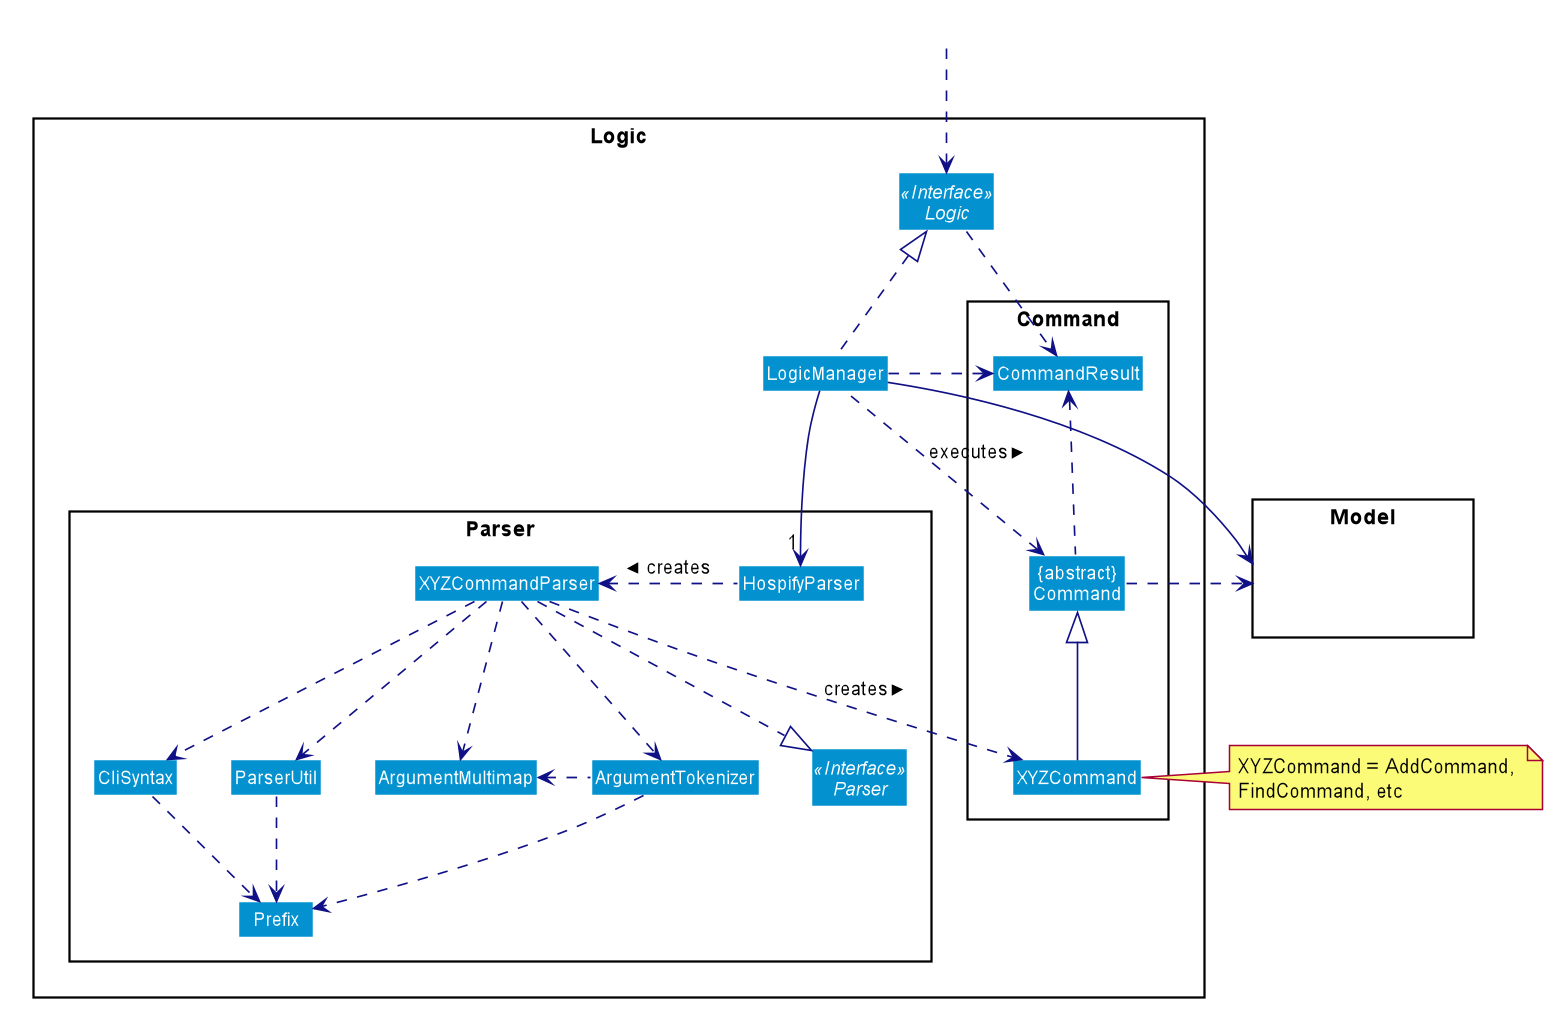 Logic
«Interface»
Logic
Command
LogicManager
CommandResult
executes ►
Model
Parser
1
XYZCommandParser
◄ creates
HospifyParser
{abstract}
Command
creates ►
CliSyntax
ParserUtil
ArgumentMultimap
ArgumentTokenizer
«Interface»
Parser
XYZCommand
XYZCommand = AddCommand,
FindCommand, etc
Prefix